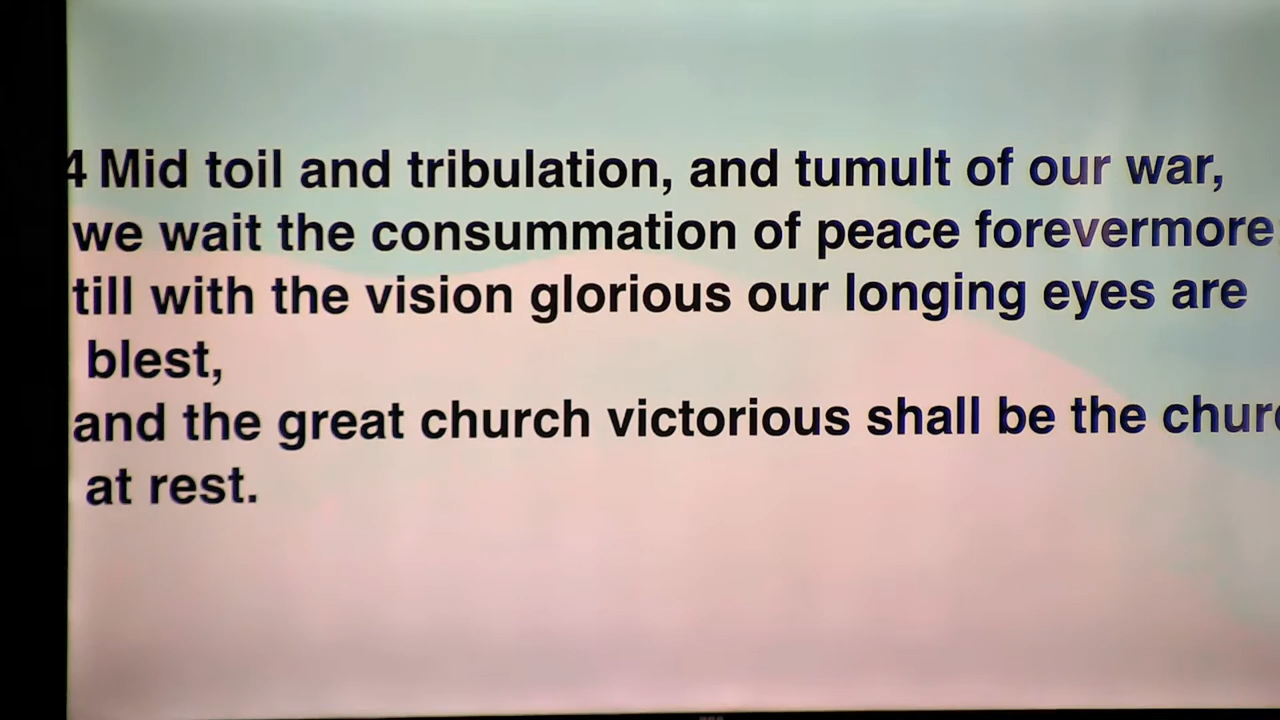 4 Mid toil and tribulation, and tumult of our war,
we wait the consummation of peace forevermore
till with the vision glorious our longing eyes are
blest,
and the great church victorious shall be the
at rest.